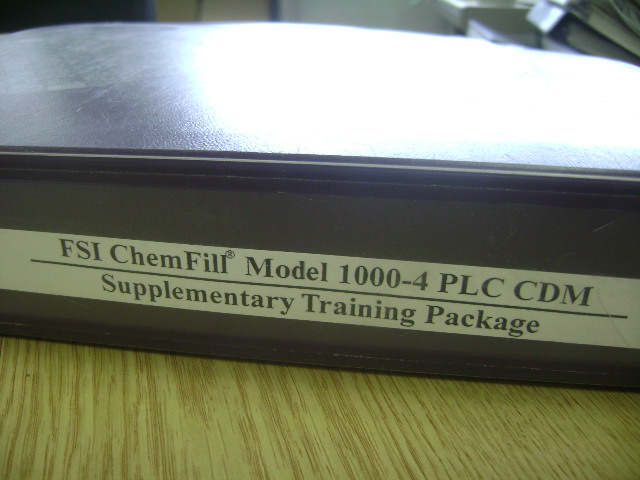 FSI ChemFill® Model 1000-4 PLC CDM
Supplementary Training Package